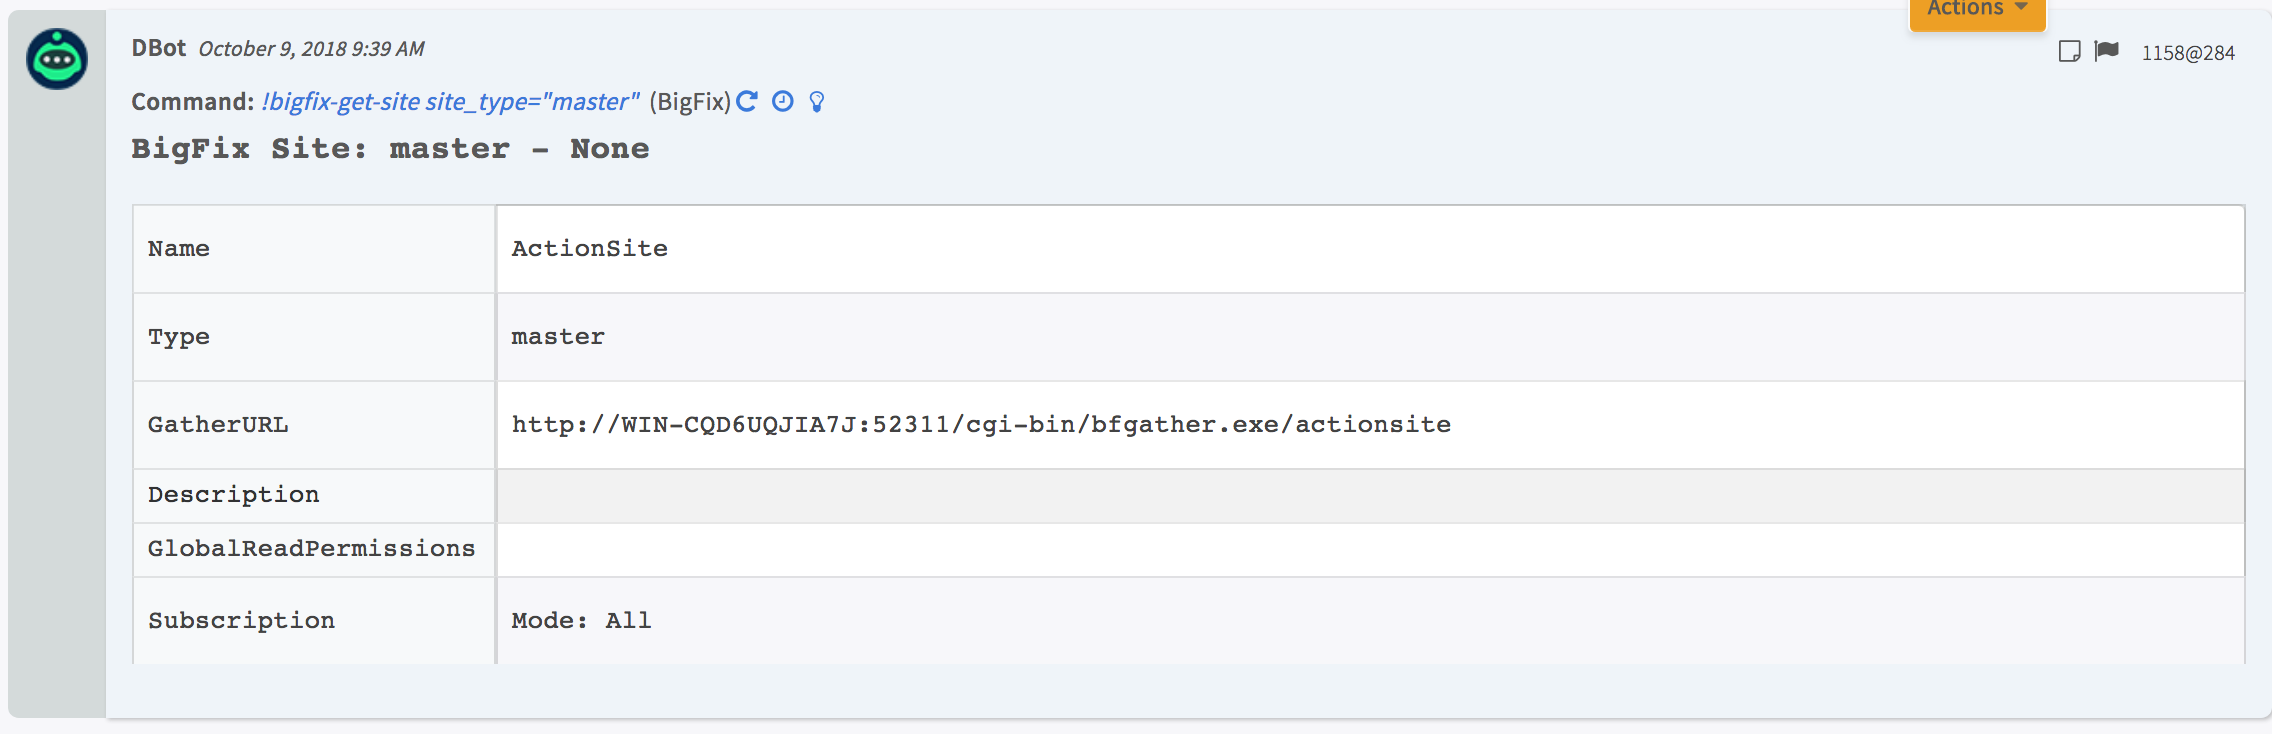 Actions
DBot October 9, 2018 9:39 AM
1158@284
Command: !bigfix-get-site site_type="master" (BigFix)
BigFix Site: master - None
Name ActionSite
Type master
GatherURL http://WIN-CQD6UQJIA7J:52311/cgi-bin/bfgather.exe/actionsite
Description
GlobalReadPermissions
Subscription Mode: All